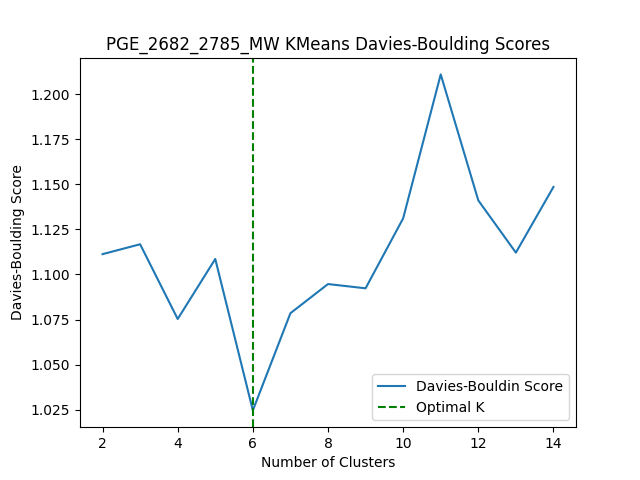 PGE_2682_2785_MW KMeans Davies-Boulding Scores
1.200
1.175
1.150
1.125
1.100
1.075
1.050
1.025
Davies-Boulding Score
Davies-Bouldin Score
Optimal K
2 4 6 8 10 12 14
Number of Clusters